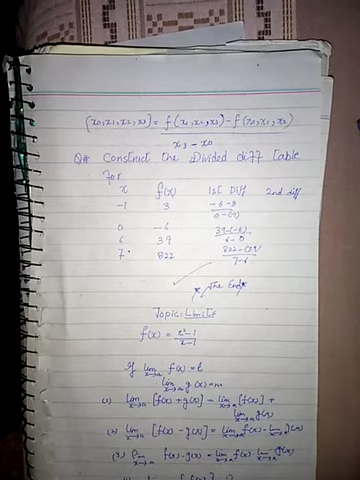 [x0,x1,x2,x3] = f(x1,x2,x3) - f(x0,x1,x2)
x3 - x0
Q# Construct the Divided diff table
for
x f(x) 1st Diff 2nd diff
-1 3 -6-3 / 0-(-1)
0 -6 39-(-6) / 6-0
6 39 822-(39) / 7-6
7 822
* The End *
Topic: Limits
f(x) = x²-1 / x-1
If lim x→a f(x) = l
lim x→a g(x) = m
(1) lim x→a [f(x) + g(x)] = lim x→a [f(x)] +
lim x→a g(x)
(2) lim x→a [f(x) - g(x)] = lim x→a f(x) - lim x→a g(x)
(3) lim x→a f(x) . g(x) = lim x→a f(x) . lim x→a g(x)